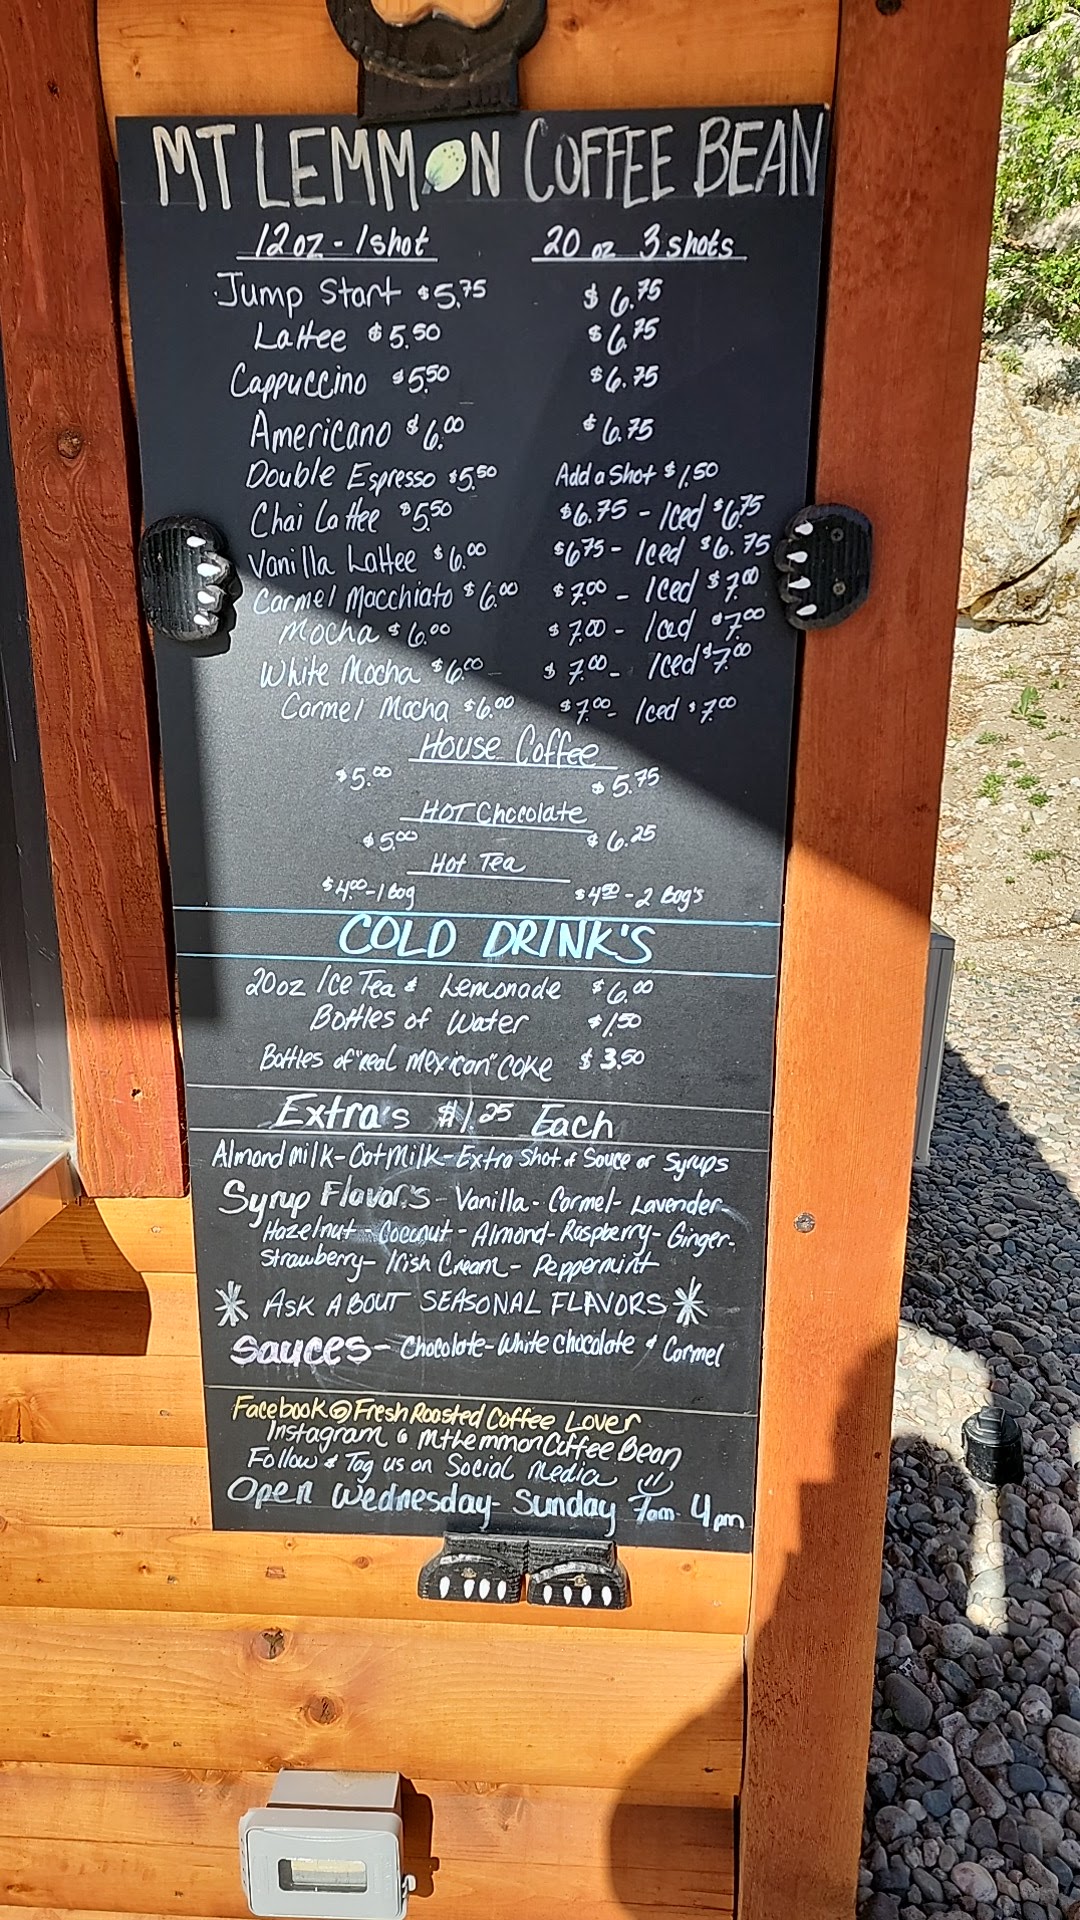 MT LEMMON COFFEE BEAN
12oz - 1shot 20 oz 3 shots
Jump Start $5.75 $6.75
Lattee $5.50 $6.75
Cappuccino $5.50 $6.75
Americano $6.00 $6.75
Double Espresso $5.50 Add a Shot $1.50
Chai Lattee $5.50 $6.75 - Iced $6.75
Vanilla Lattee $6.00 $6.75 - Iced $6.75
Carmel Macchiato $6.00 $7.00 - Iced $7.00
Mocha $6.00 $7.00 - Iced $7.00
White Mocha $6.00 $7.00 - Iced $7.00
Carmel Mocha $6.00 $7.00 - Iced $7.00
House Coffee
$5.00 $5.75
HOT Chocolate
$5.00 $6.25
Hot Tea
$4.00 - 1 Bag $4.50 - 2 Bag's
COLD DRINK'S
20oz Ice Tea & Lemonade $6.00
Bottles of Water $1.50
Bottles of "real Mexican" COKE $3.50
Extra's $1.25 Each
Almond milk - Oat Milk - Extra Shot of Sauce or Syrups
Syrup Flavor's - Vanilla - Carmel - Lavender -
Hazelnut - Coconut - Almond - Raspberry - Ginger -
Strawberry - Irish Cream - Peppermint
* ASK ABOUT SEASONAL FLAVORS *
Sauces - Chocolate - White chocolate & Carmel
Facebook @ Fresh Roasted Coffee Lover
Instagram @ MtLemmonCoffee Bean
Follow & Tag us on Social Media
Open Wednesday - Sunday 7am - 4pm